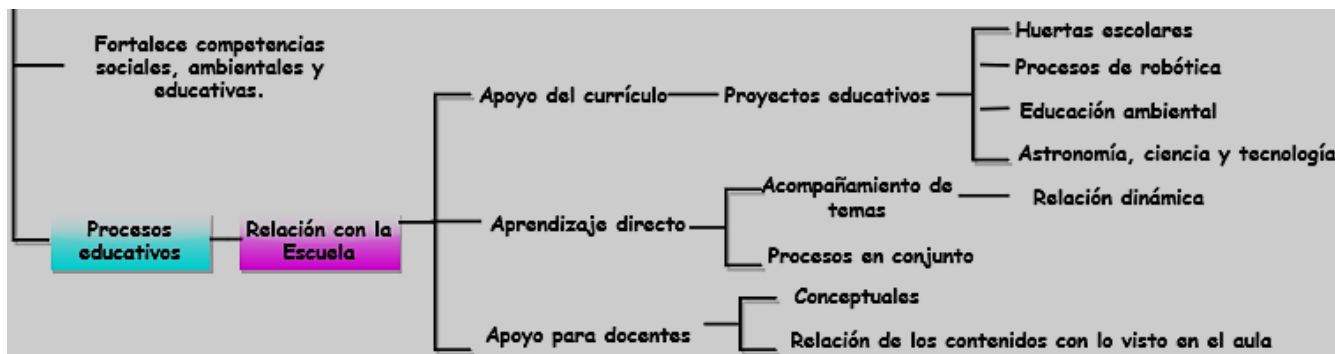 Fortalece competencias
sociales, ambientales y
educativas.
Procesos
educativos
Relación con la
Escuela
Apoyo del currículo
Proyectos educativos
Huertas escolares
Procesos de robótica
Educación ambiental
Astronomía, ciencia y tecnología
Aprendizaje directo
Acompañamiento de
temas
Relación dinámica
Procesos en conjunto
Apoyo para docentes
Conceptuales
Relación de los contenidos con lo visto en el aula